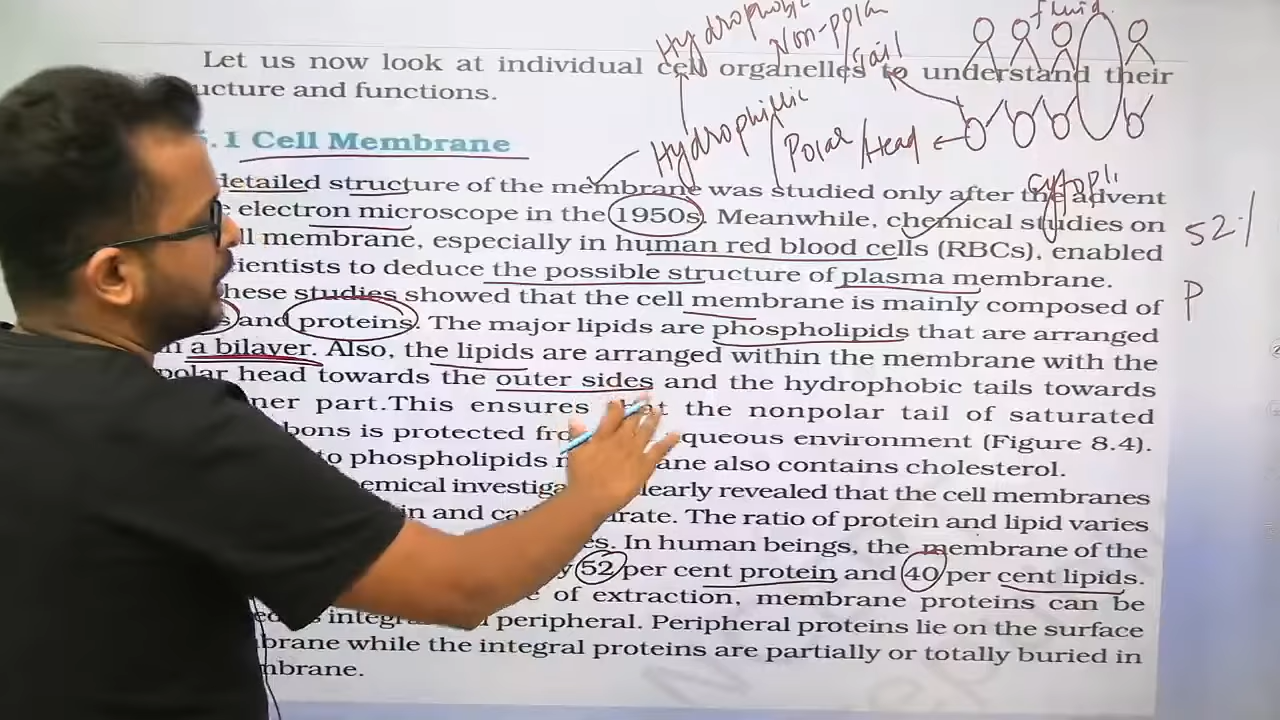 Hydrophobic Non-polar tail fluid
Let us now look at individual cell organelles to understand their
ucture and functions.
Hydrophillic Polar /Head
.1 Cell Membrane
detailed structure of the membrane was studied only after the advent
electron microscope in the 1950s. Meanwhile, chemical studies on
52%
ll membrane, especially in human red blood cells (RBCs), enabled
cientists to deduce the possible structure of plasma membrane.
P
hese studies showed that the cell membrane is mainly composed of
and proteins. The major lipids are phospholipids that are arranged
n a bilayer. Also, the lipids are arranged within the membrane with the
polar head towards the outer sides and the hydrophobic tails towards
ner part.This ensures that the nonpolar tail of saturated
bons is protected fro queous environment (Figure 8.4).
to phospholipids ane also contains cholesterol.
emical investiga learly revealed that the cell membranes
in and ca rate. The ratio of protein and lipid varies
es. In human beings, the membrane of the
52 per cent protein and 40 per cent lipids.
of extraction, membrane proteins can be
integ peripheral. Peripheral proteins lie on the surface
brane while the integral proteins are partially or totally buried in
mbrane.